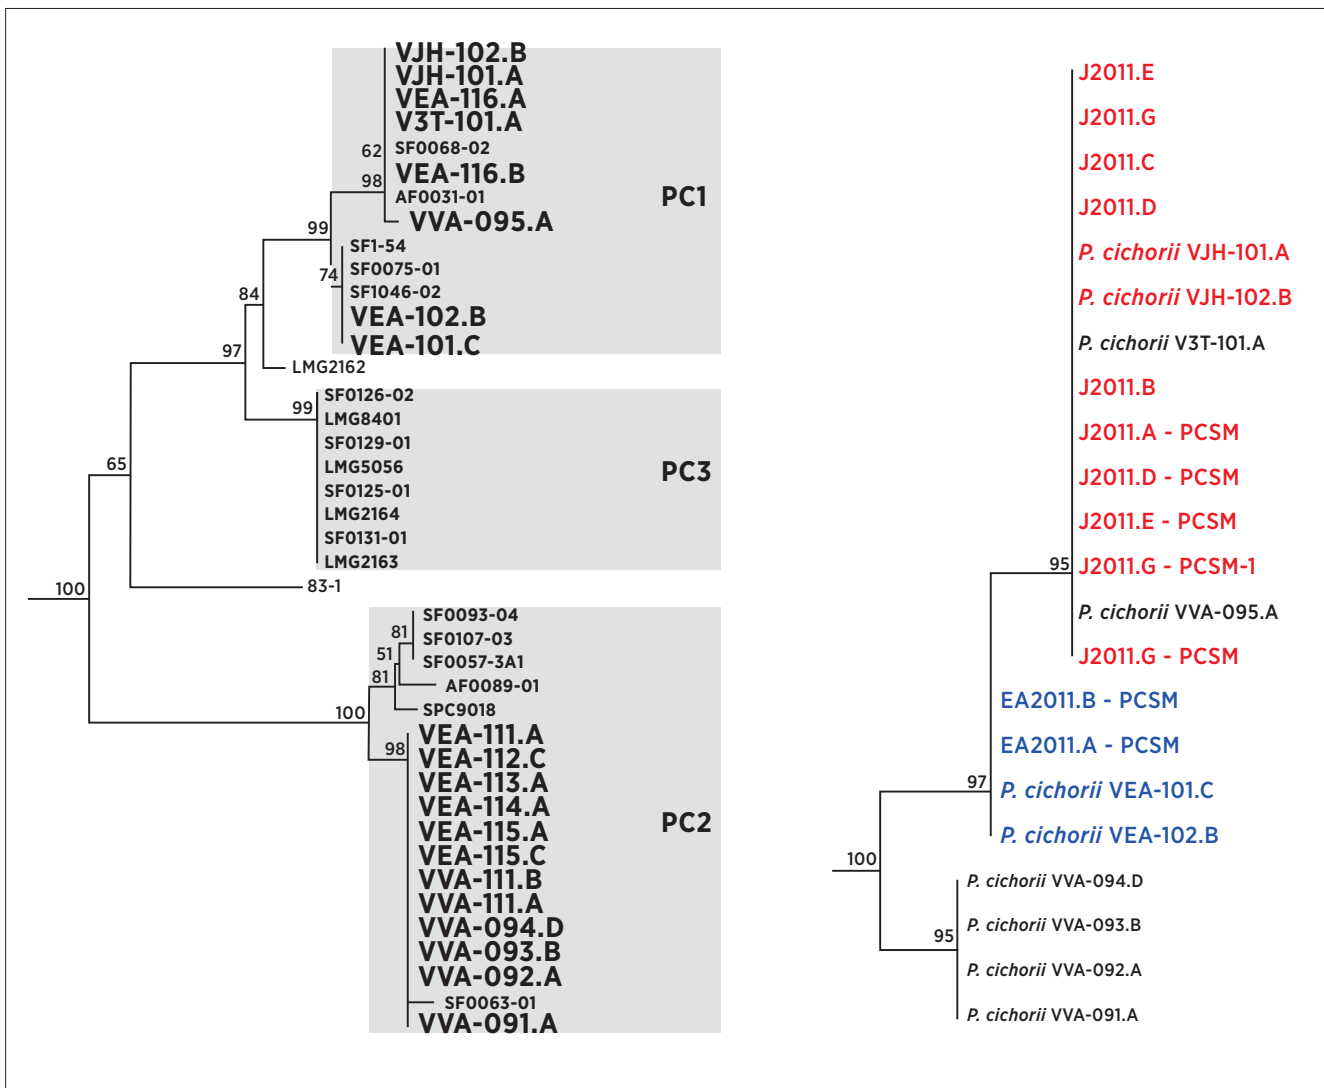 VJH-102.B
VJH-101.A
VEA-116.A
V3T-101.A
62
SF0068-02
VEA-116.B
98
AF0031-01
PC1
VVA-095.A
99
SF1-54
74
SF0075-01
SF1046-02
84
VEA-102.B
VEA-101.C
97
LMG2162
SF0126-02
99
LMG8401
SF0129-01
65
LMG5056
PC3
SF0125-01
LMG2164
SF0131-01
LMG2163
100
83-1
SF0093-04
81
SF0107-03
51
SF0057-3A1
81
AF0089-01
100
SPC9018
VEA-111.A
98
VEA-112.C
VEA-113.A
VEA-114.A
VEA-115.A
PC2
VEA-115.C
VVA-111.B
VVA-111.A
VVA-094.D
VVA-093.B
VVA-092.A
SF0063-01
VVA-091.A
J2011.E
J2011.G
J2011.C
J2011.D
P. cichorii VJH-101.A
P. cichorii VJH-102.B
P. cichorii V3T-101.A
J2011.B
J2011.A - PCSM
J2011.D - PCSM
J2011.E - PCSM
95
J2011.G - PCSM-1
P. cichorii VVA-095.A
J2011.G - PCSM
EA2011.B - PCSM
EA2011.A - PCSM
97
P. cichorii VEA-101.C
P. cichorii VEA-102.B
100
P. cichorii VVA-094.D
P. cichorii VVA-093.B
95
P. cichorii VVA-092.A
P. cichorii VVA-091.A